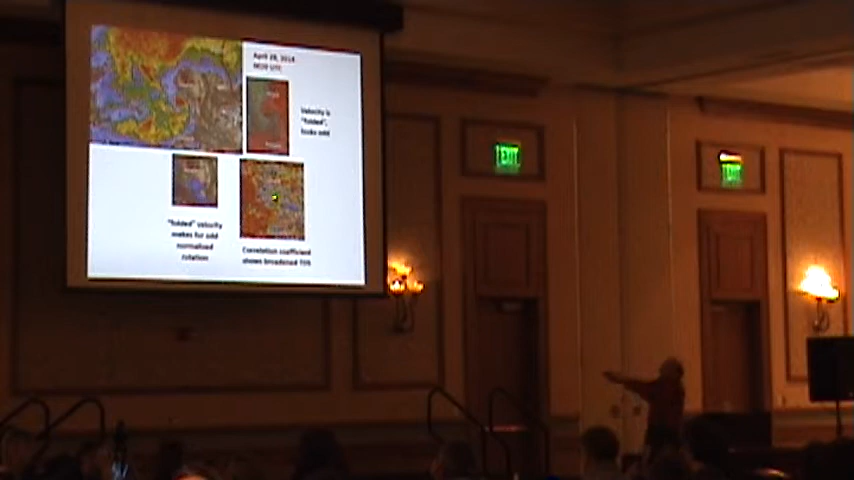 April 28, 2014
Velocity is
"folded",
looks odd
"folded" velocity
makes for odd
normalized
rotation
Correlation coefficient
shows broadened TDS
EXIT
EXIT